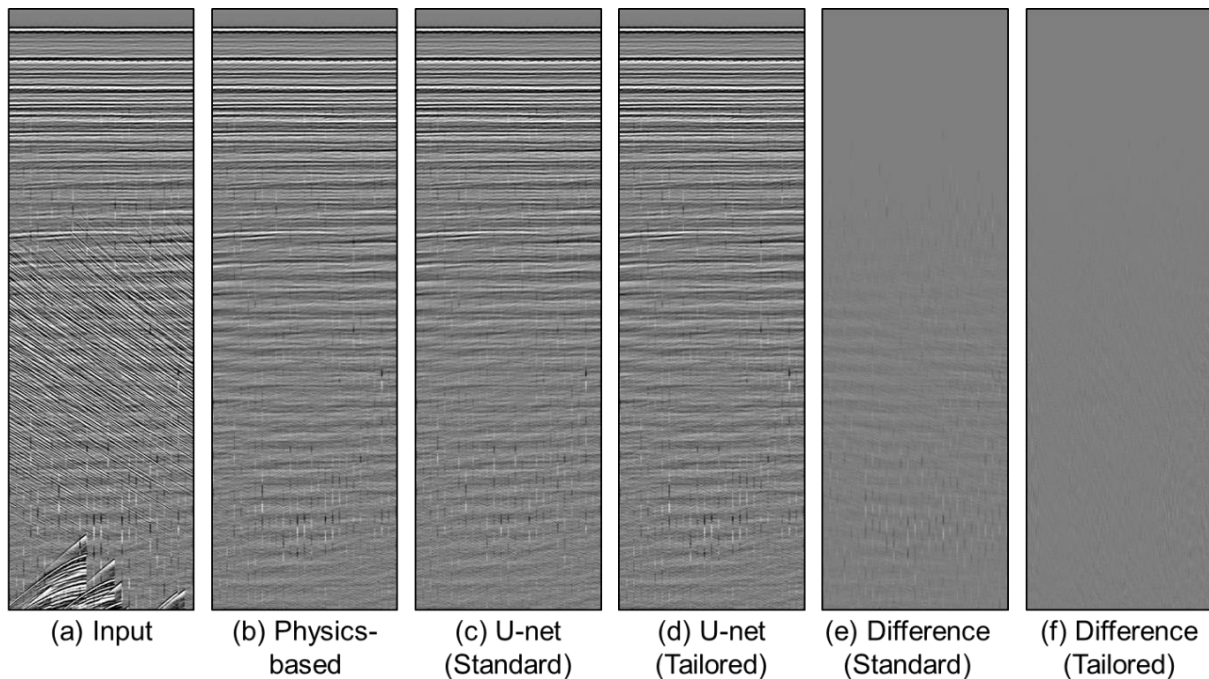 (a) Input
(b) Physics-
based
(c) U-net
(Standard)
(d) U-net
(Tailored)
(e) Difference
(Standard)
(f) Difference
(Tailored)